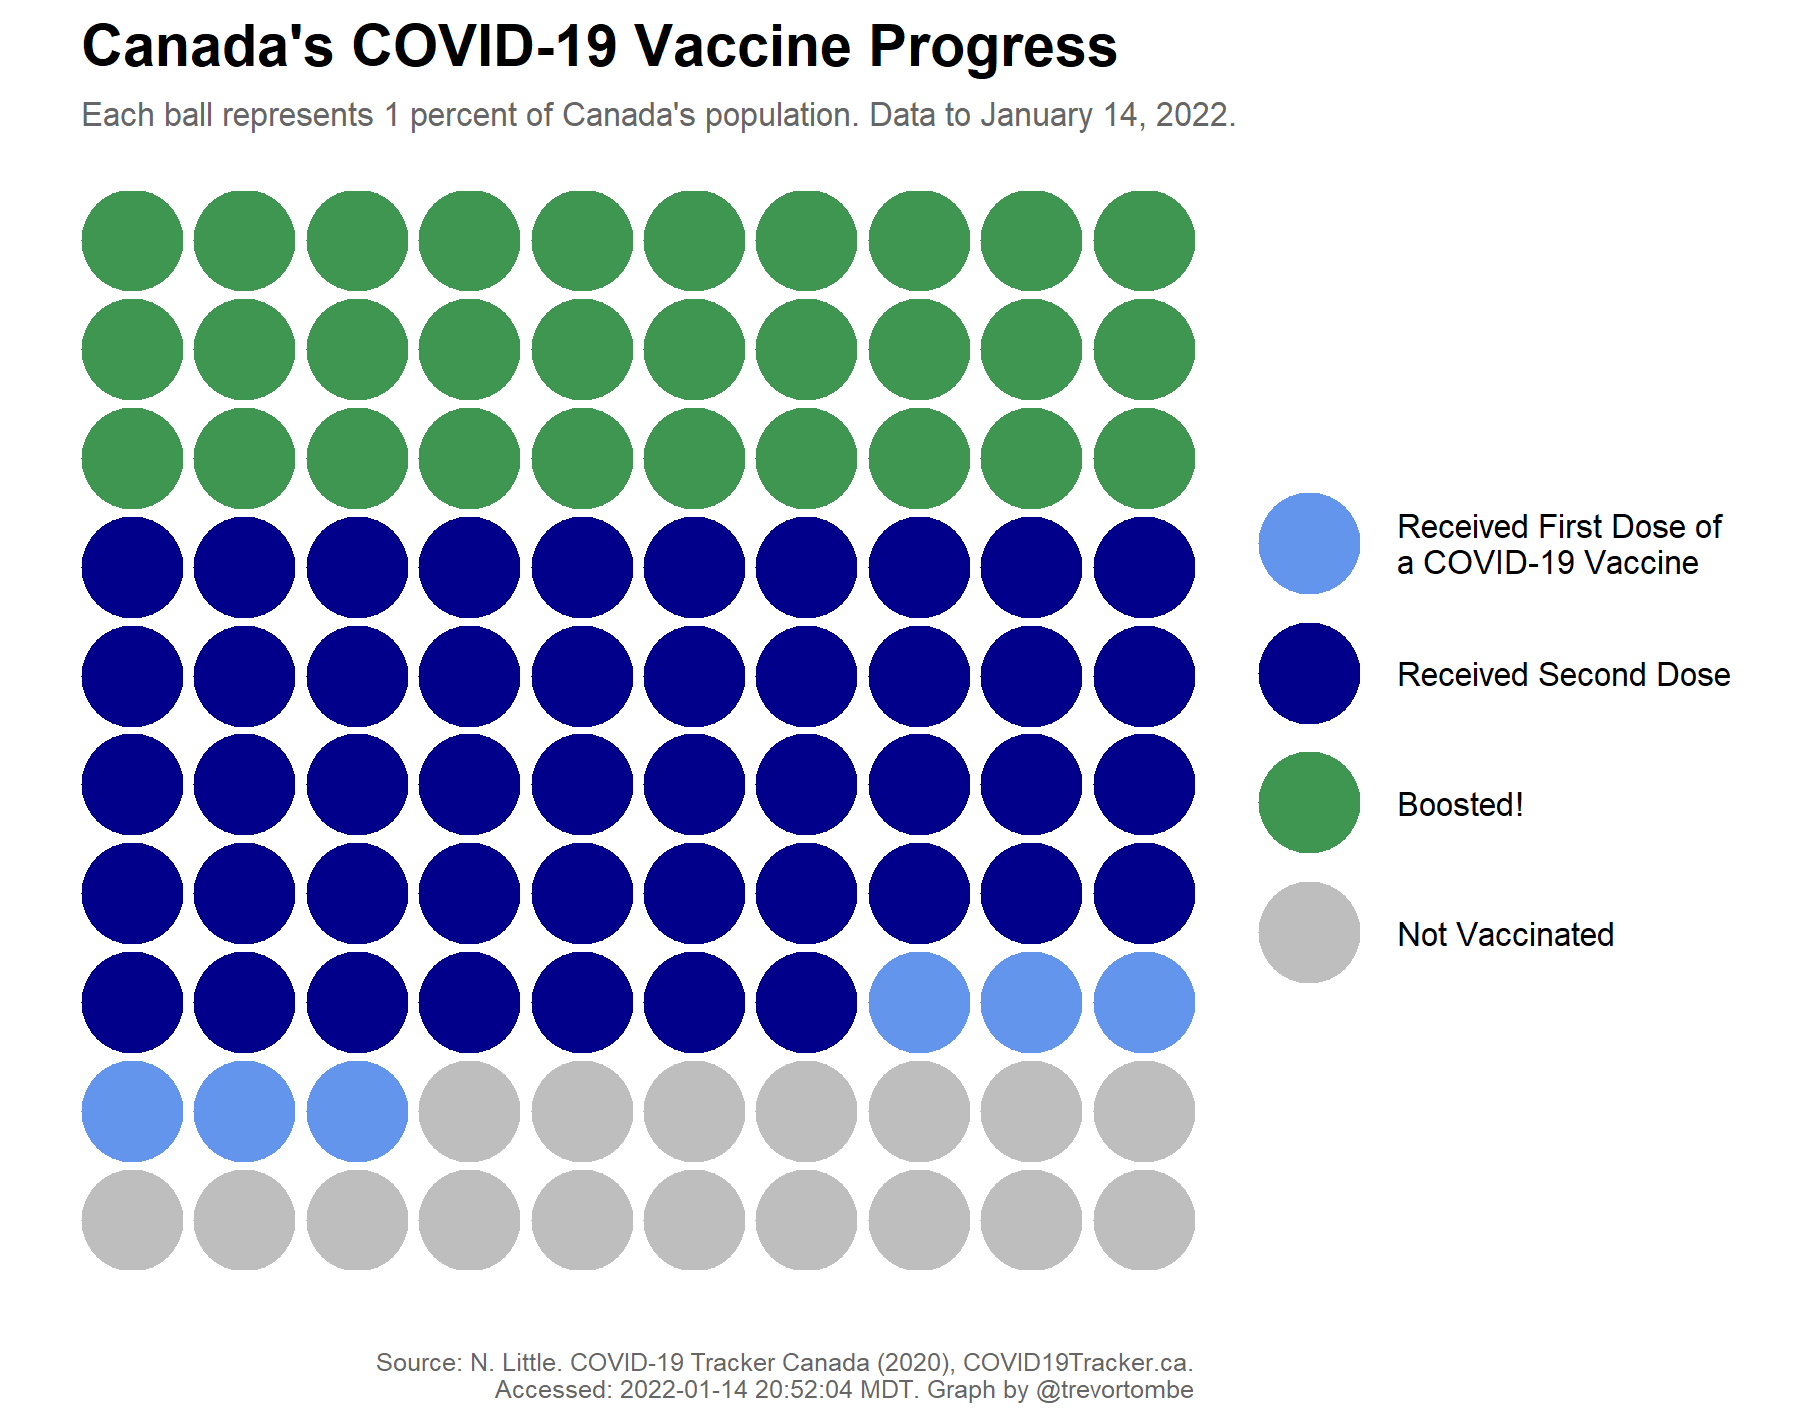 Canada's COVID-19 Vaccine Progress
Each ball represents 1 percent of Canada's population. Data to January 14, 2022.
Received First Dose of
a COVID-19 Vaccine
Received Second Dose
Boosted!
Not Vaccinated
Source: N. Little. COVID-19 Tracker Canada (2020), COVID19Tracker.ca.
Accessed: 2022-01-14 20:52:04 MDT. Graph by @trevortombe